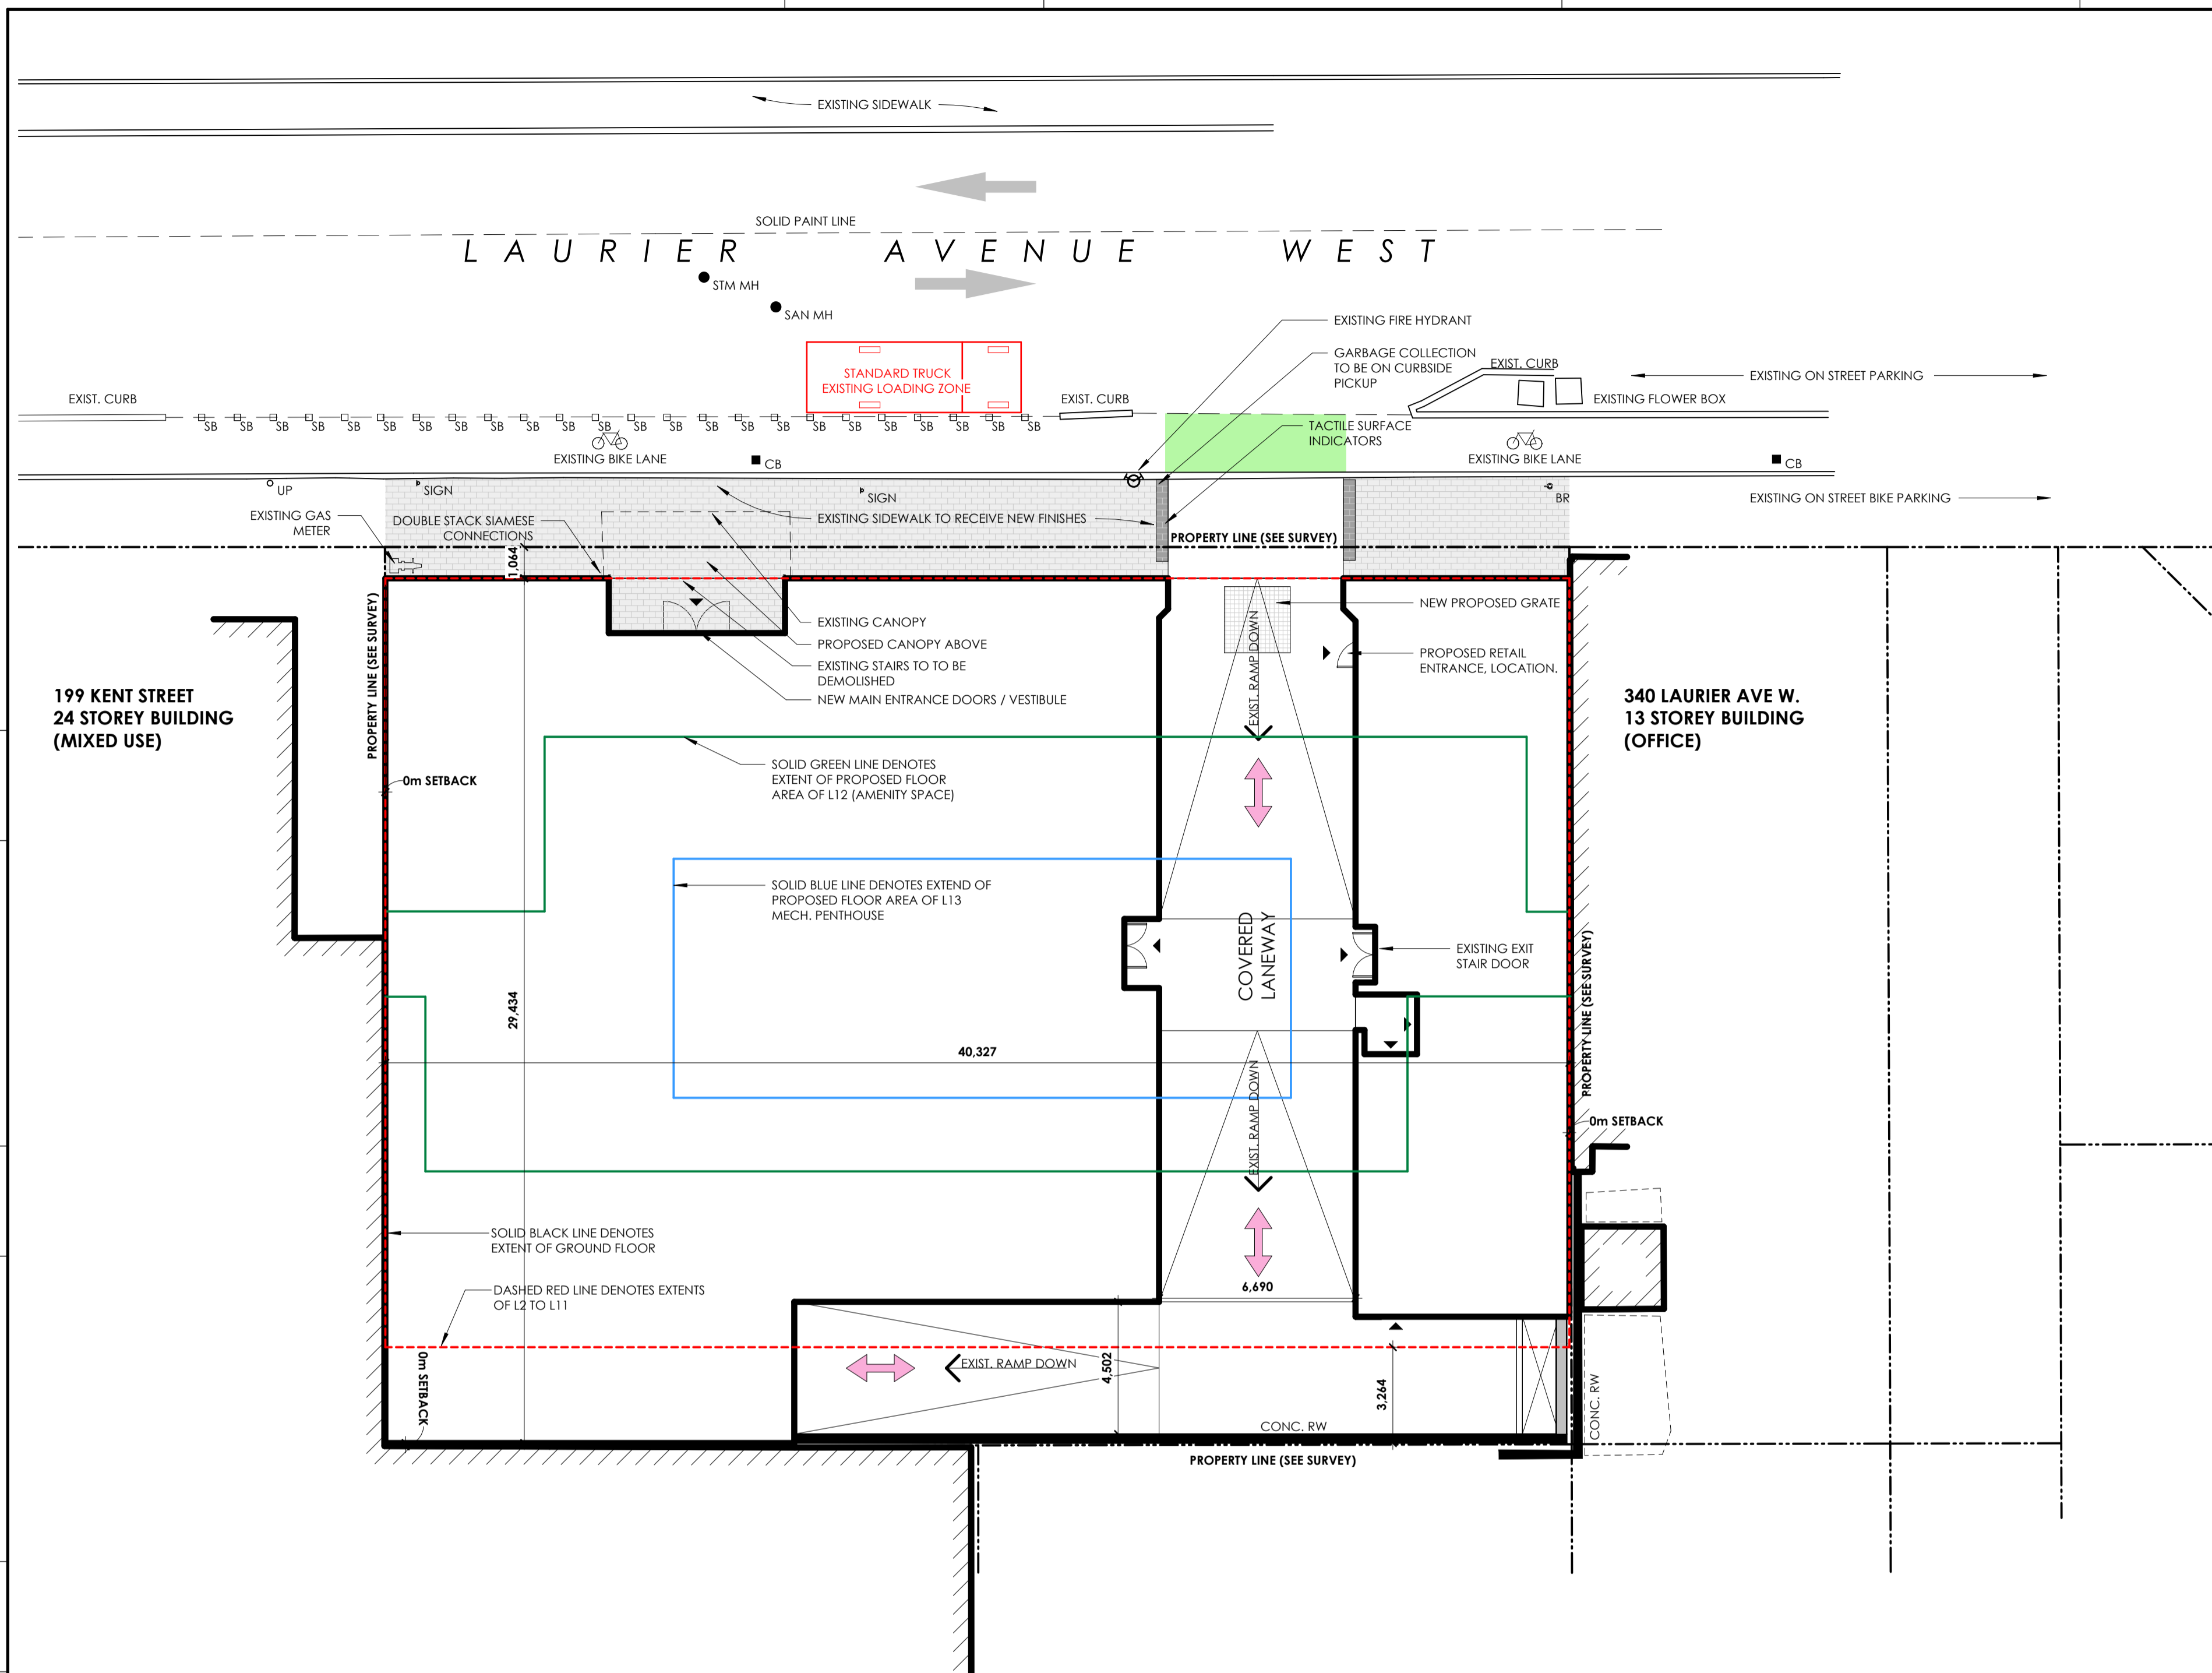 EXISTING SIDEWALK
SOLID PAINT LINE
LAURIER AVENUE WEST
STM MH
SAN MH
EXISTING FIRE HYDRANT
GARBAGE COLLECTION
TO BE ON CURBSIDE
PICKUP
STANDARD TRUCK
EXISTING LOADING ZONE
EXIST. CURB
EXISTING ON STREET PARKING
EXISTING FLOWER BOX
EXIST. CURB
EXIST. CURB
SB SB SB SB SB SB SB SB SB SB SB SB SB SB SB SB SB SB SB SB SB SB SB SB
TACTILE SURFACE
INDICATORS
EXISTING BIKE LANE
CB
EXISTING BIKE LANE
CB
UP
SIGN
SIGN
BR
EXISTING ON STREET BIKE PARKING
EXISTING GAS
METER
DOUBLE STACK SIAMESE
CONNECTIONS
EXISTING SIDEWALK TO RECEIVE NEW FINISHES
PROPERTY LINE (SEE SURVEY)
1,064
EXISTING CANOPY
PROPOSED CANOPY ABOVE
EXISTING STAIRS TO TO BE
DEMOLISHED
NEW MAIN ENTRANCE DOORS / VESTIBULE
NEW PROPOSED GRATE
PROPOSED RETAIL
ENTRANCE, LOCATION.
EXIST. RAMP DOWN
PROPERTY LINE (SEE SURVEY)
199 KENT STREET
24 STOREY BUILDING
(MIXED USE)
340 LAURIER AVE W.
13 STOREY BUILDING
(OFFICE)
0m SETBACK
SOLID GREEN LINE DENOTES
EXTENT OF PROPOSED FLOOR
AREA OF L12 (AMENITY SPACE)
SOLID BLUE LINE DENOTES EXTEND OF
PROPOSED FLOOR AREA OF L13
MECH. PENTHOUSE
COVERED
LANEWAY
EXISTING EXIT
STAIR DOOR
PROPERTY LINE (SEE SURVEY)
29,434
40,327
EXIST. RAMP DOWN
0m SETBACK
SOLID BLACK LINE DENOTES
EXTENT OF GROUND FLOOR
DASHED RED LINE DENOTES EXTENTS
OF L2 TO L11
6,690
0m SETBACK
EXIST. RAMP DOWN
4,502
3,264
CONC. RW
CONC. RW
PROPERTY LINE (SEE SURVEY)